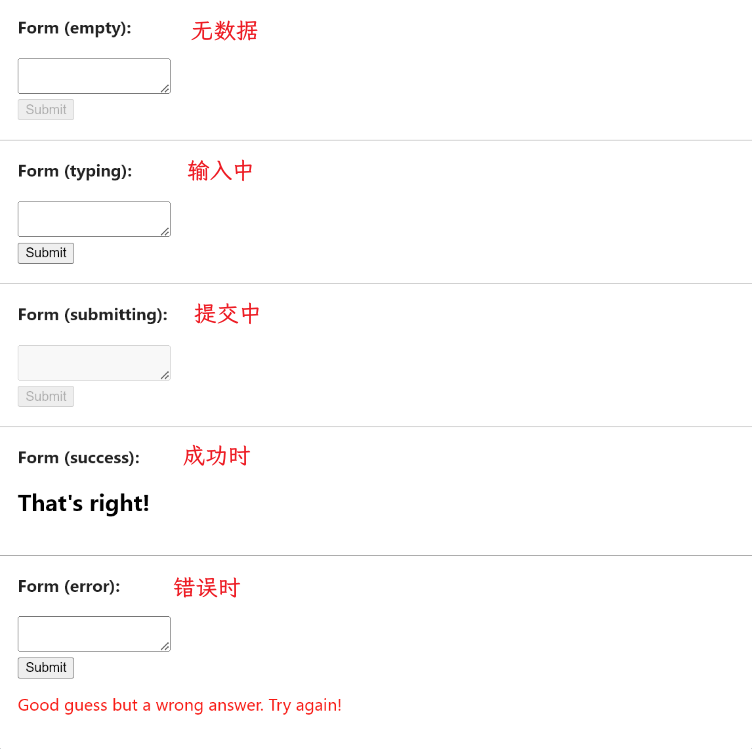 Form (empty): 无数据
Submit
Form (typing): 输入中
Submit
Form (submitting): 提交中
Submit
Form (success): 成功时
That's right!
Form (error): 错误时
Submit
Good guess but a wrong answer. Try again!